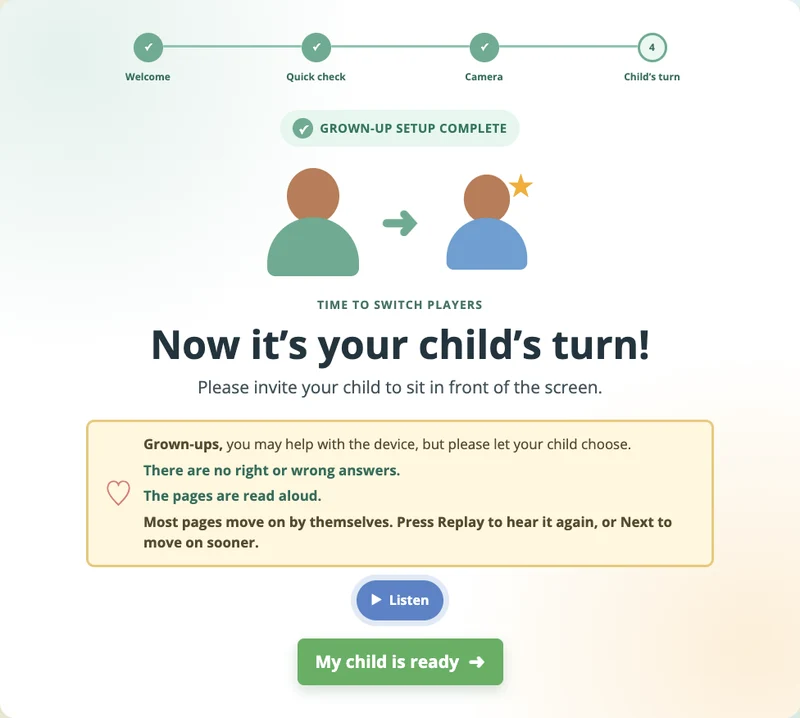 4
Welcome
Quick check
Camera
Child's turn
GROWN-UP SETUP COMPLETE
TIME TO SWITCH PLAYERS
Now it's your child's turn!
Please invite your child to sit in front of the screen.
Grown-ups, you may help with the device, but please let your child choose.
There are no right or wrong answers.
The pages are read aloud.
Most pages move on by themselves. Press Replay to hear it again, or Next to
move on sooner.
Listen
My child is ready